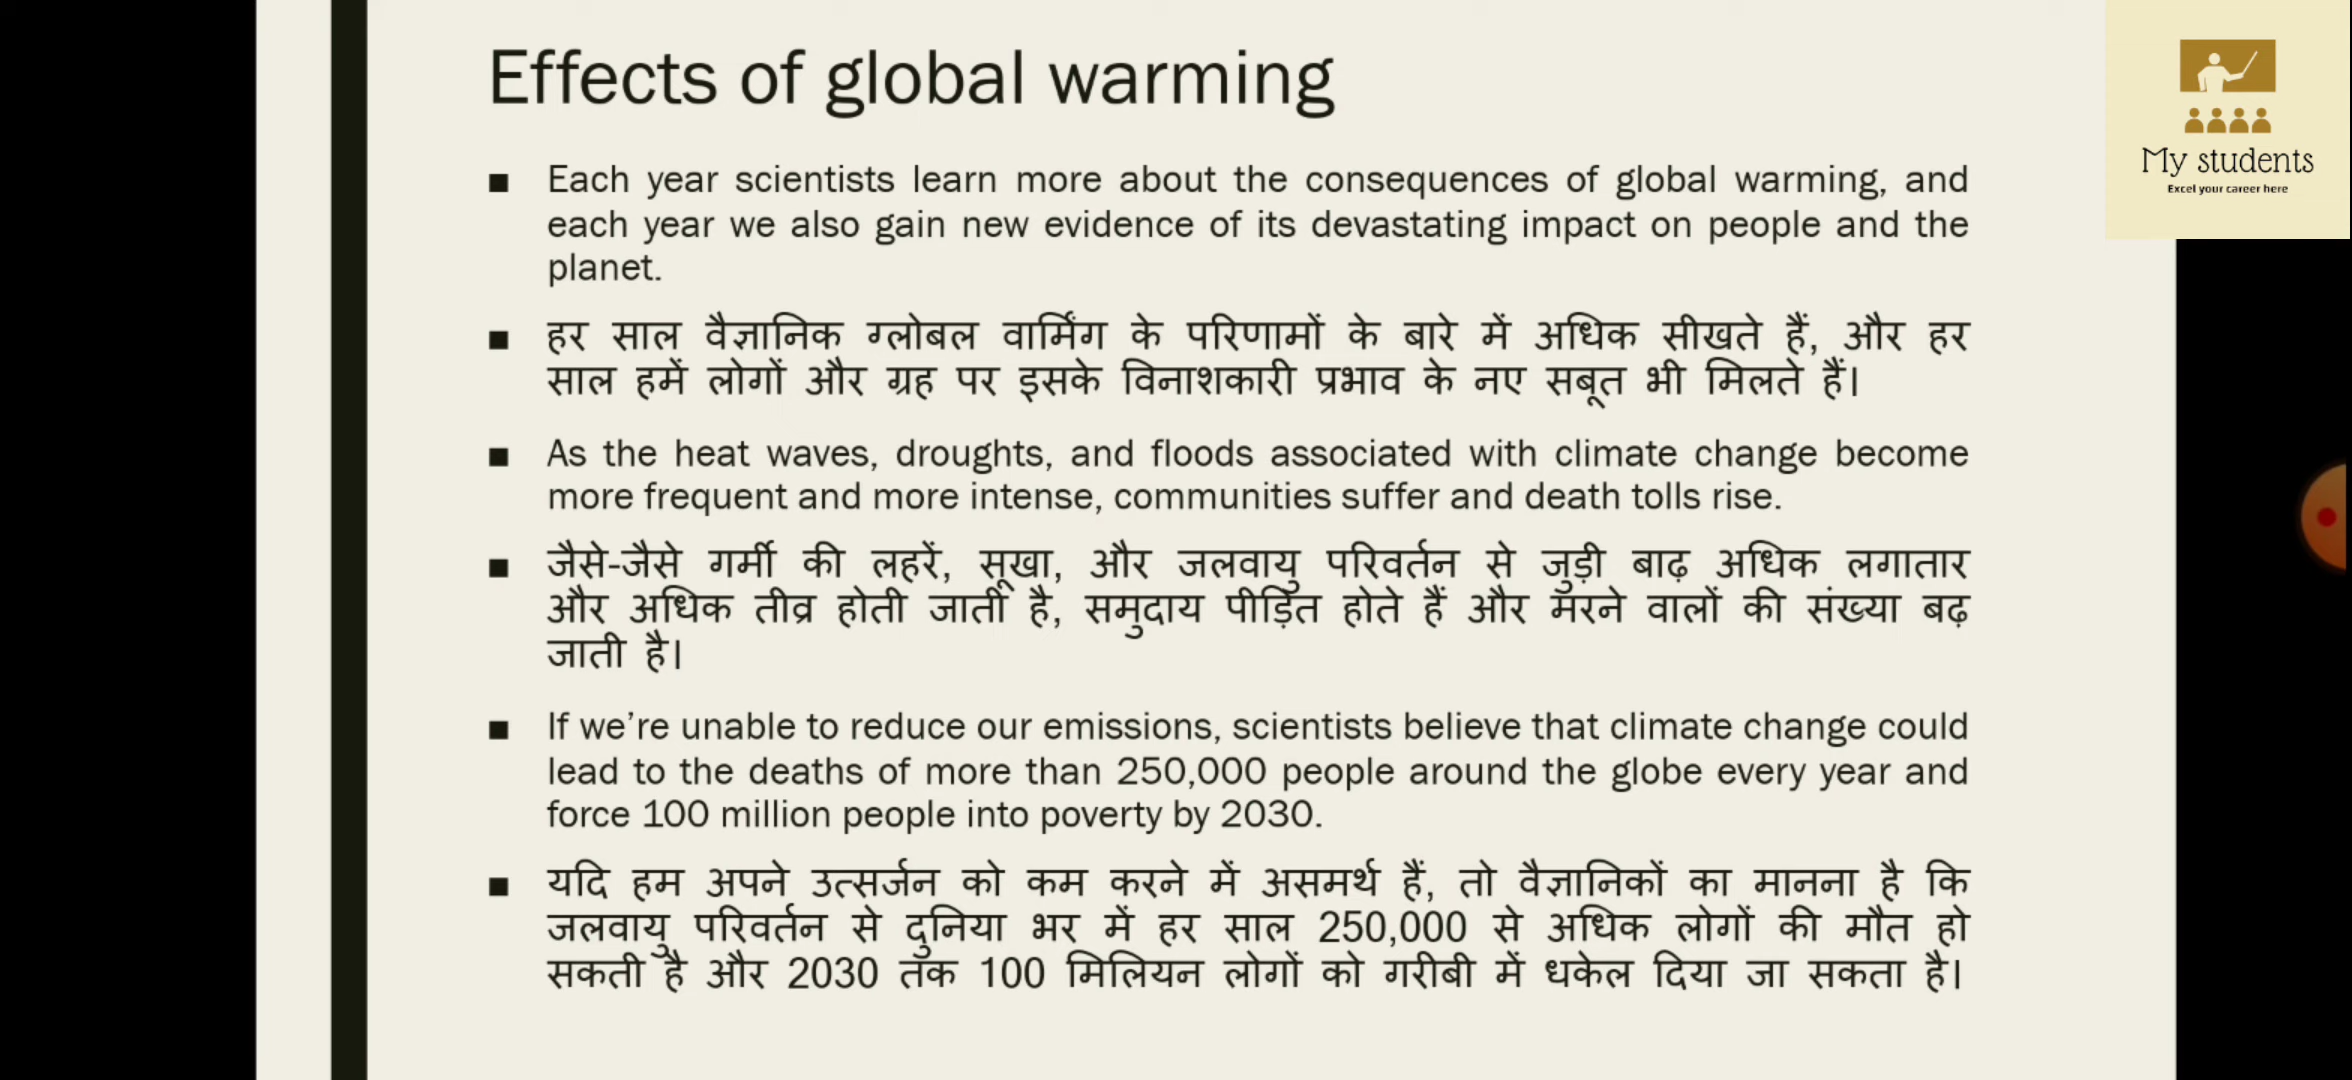 Effects of global warming
My students
Excel your career here
■ Each year scientists learn more about the consequences of global warming, and
each year we also gain new evidence of its devastating impact on people and the
planet.
■ हर साल वैज्ञानिक ग्लोबल वार्मिंग के परिणामों के बारे में अधिक सीखते हैं, और हर
साल हमें लोगों और ग्रह पर इसके विनाशकारी प्रभाव के नए सबूत भी मिलते हैं।
■ As the heat waves, droughts, and floods associated with climate change become
more frequent and more intense, communities suffer and death tolls rise.
■ जैसे-जैसे गर्मी की लहरें, सूखा, और जलवायु परिवर्तन से जुड़ी बाढ़ अधिक लगातार
और अधिक तीव्र होती जाती है, समुदाय पीड़ित होते हैं और मरने वालों की संख्या बढ़
जाती है।
■ If we’re unable to reduce our emissions, scientists believe that climate change could
lead to the deaths of more than 250,000 people around the globe every year and
force 100 million people into poverty by 2030.
■ यदि हम अपने उत्सर्जन को कम करने में असमर्थ हैं, तो वैज्ञानिकों का मानना है कि
जलवायु परिवर्तन से दुनिया भर में हर साल 250,000 से अधिक लोगों की मौत हो
सकती है और 2030 तक 100 मिलियन लोगों को गरीबी में धकेल दिया जा सकता है।